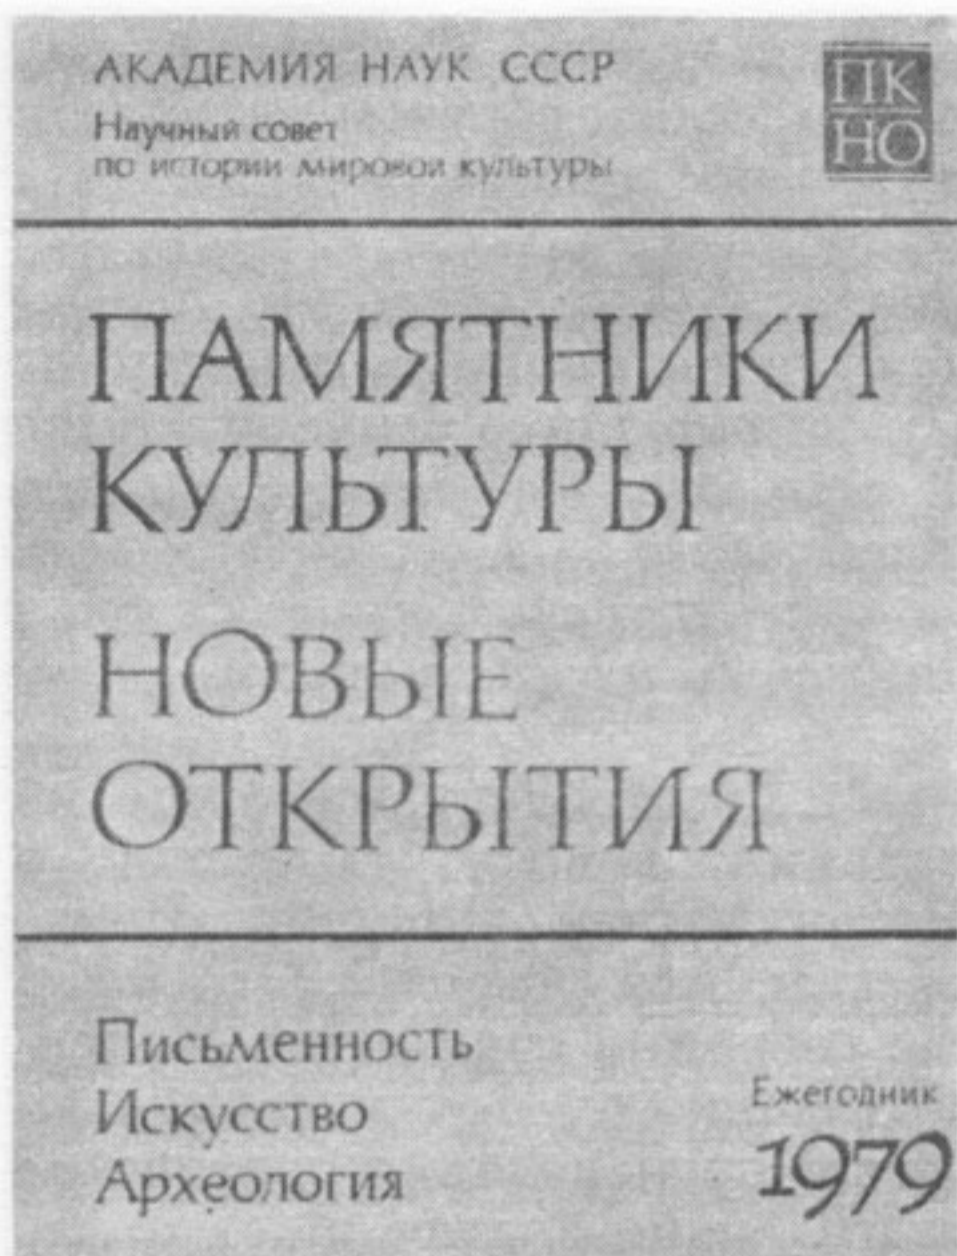 АКАДЕМИЯ НАУК СССР
Научный совет
по истории мировой культуры
ПК
НО
ПАМЯТНИКИ
КУЛЬТУРЫ
НОВЫЕ
ОТКРЫТИЯ
Письменность
Искусство
Археология
Ежегодник
1979